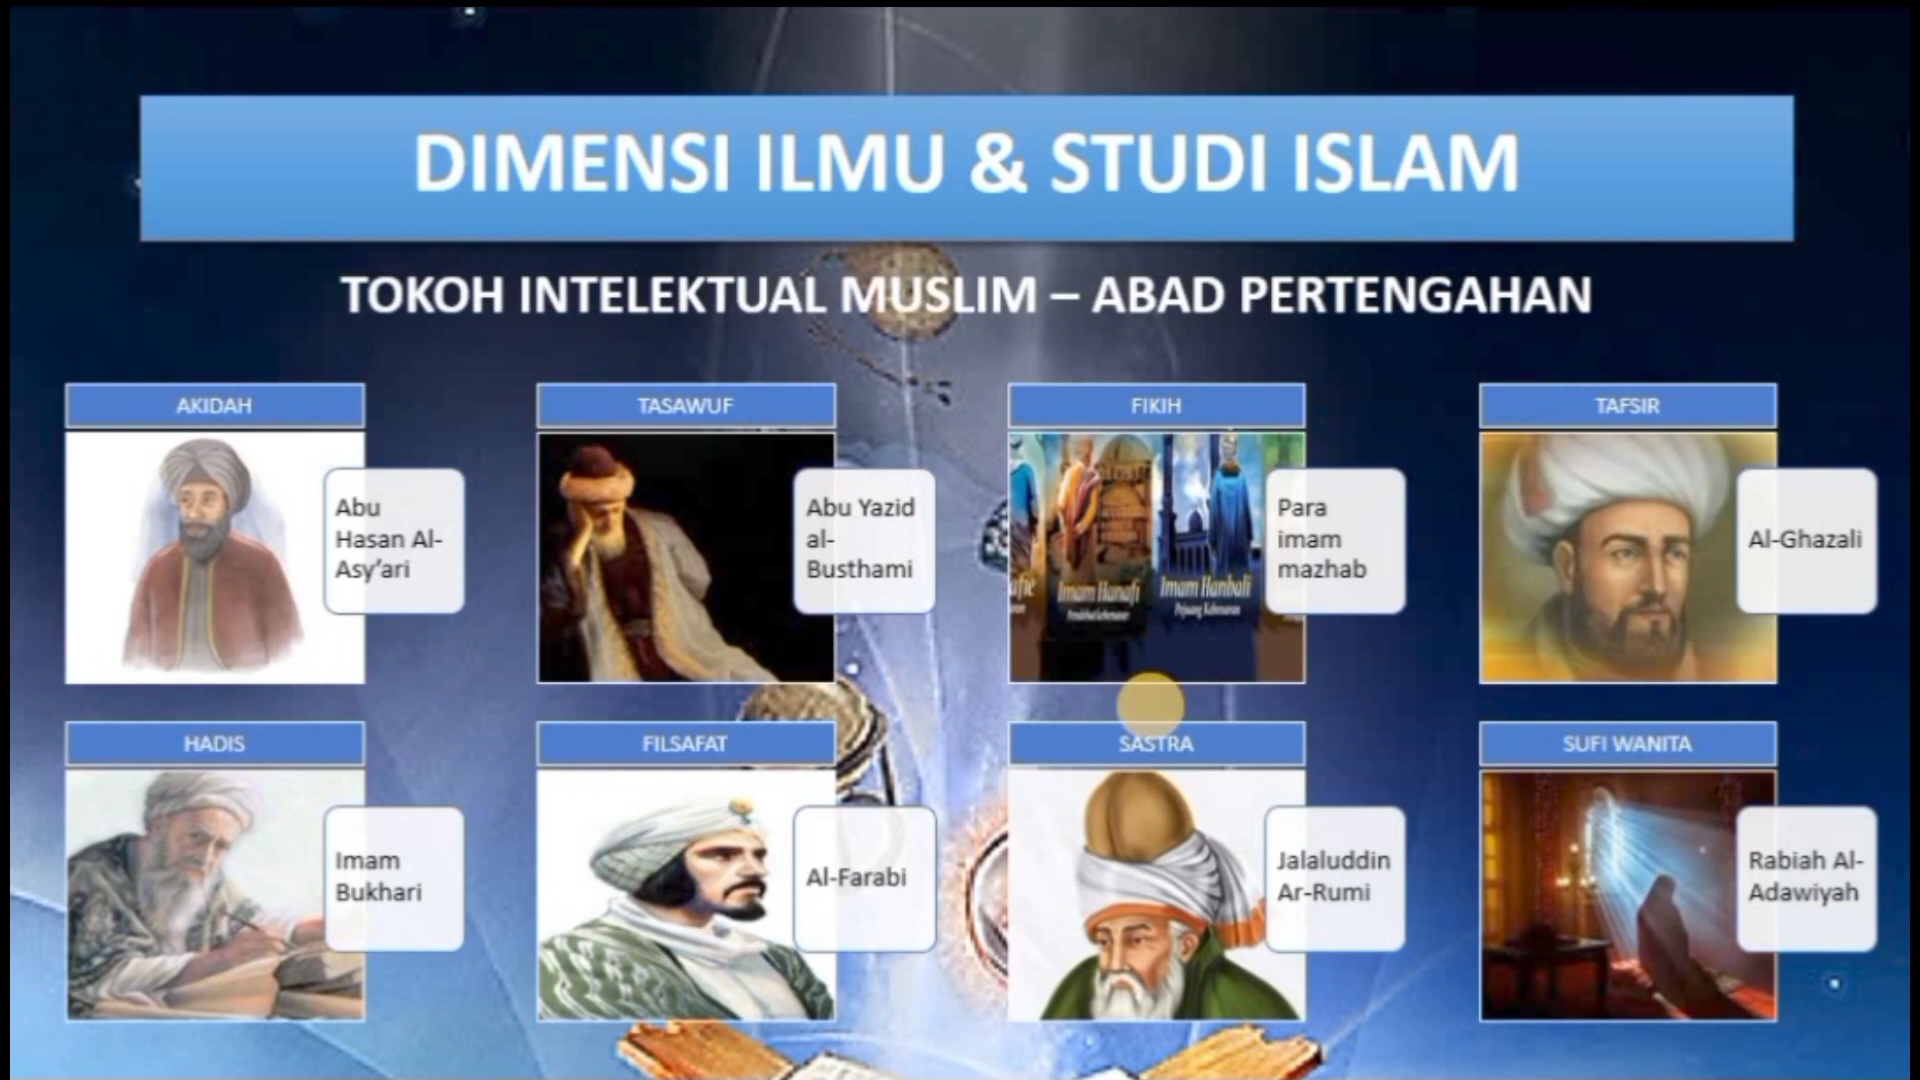 DIMENSI ILMU & STUDI ISLAM
TOKOH INTELEKTUAL MUSLIM – ABAD PERTENGAHAN
AKIDAH
Abu
Hasan Al-
Asy’ari
TASAWUF
Abu Yazid
al-
Busthami
FIKIH
Imam Hanafi
Imam Hanbali
Pejuang Kebenaran
Para
imam
mazhab
TAFSIR
Al-Ghazali
HADIS
Imam
Bukhari
FILSAFAT
Al-Farabi
SASTRA
Jalaluddin
Ar-Rumi
SUFI WANITA
Rabiah Al-
Adawiyah